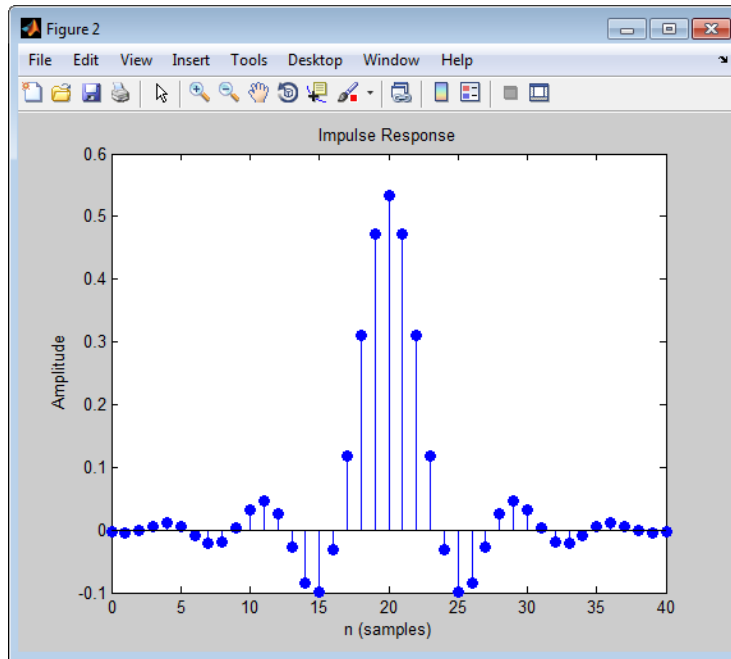 Figure 2
File Edit View Insert Tools Desktop Window Help
Impulse Response
0.6
0.5
0.4
0.3
0.2
0.1
0
-0.1
Amplitude
0 5 10 15 20 25 30 35 40
n (samples)